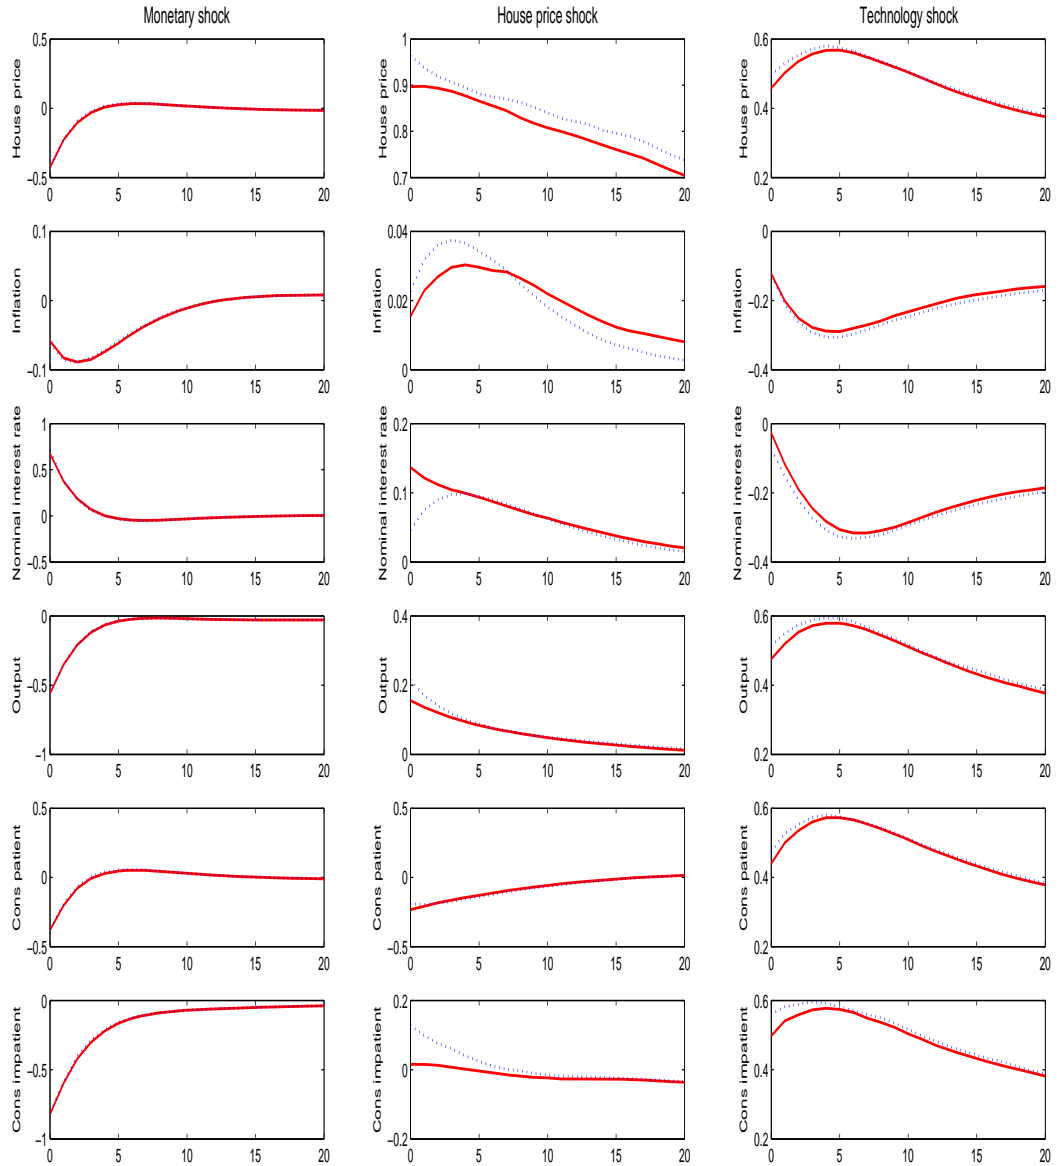 Monetary shock House price shock Technology shock
House price
0.5
0
−0.5
0 5 10 15 20
House price
1
0.9
0.8
0.7
0 5 10 15 20
House price
0.6
0.4
0.2
0 5 10 15 20
Inflation
0.1
0
−0.1
0 5 10 15 20
Inflation
0.04
0.02
0
0 5 10 15 20
Inflation
0
−0.2
−0.4
0 5 10 15 20
Nominal interest rate
1
0.5
0
−0.5
0 5 10 15 20
Nominal interest rate
0.2
0.1
0
0 5 10 15 20
Nominal interest rate
0
−0.2
−0.4
0 5 10 15 20
Output
0
−0.5
−1
0 5 10 15 20
Output
0.4
0.2
0
0 5 10 15 20
Output
0.6
0.4
0.2
0 5 10 15 20
Cons patient
0.5
0
−0.5
0 5 10 15 20
Cons patient
0.5
0
−0.5
0 5 10 15 20
Cons patient
0.6
0.4
0.2
0 5 10 15 20
Cons impatient
0
−0.5
−1
0 5 10 15 20
Cons impatient
0.2
0
−0.2
0 5 10 15 20
Cons impatient
0.6
0.4
0.2
0 5 10 15 20